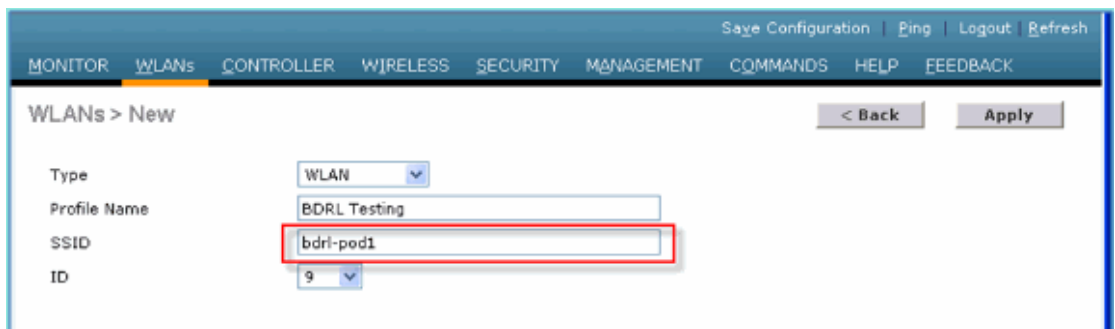 Save Configuration | Ping | Logout | Refresh
MONITOR WLANs CONTROLLER WIRELESS SECURITY MANAGEMENT COMMANDS HELP FEEDBACK
WLANs > New < Back Apply
Type WLAN
Profile Name BDRL Testing
SSID bdrl-pod1
ID 9